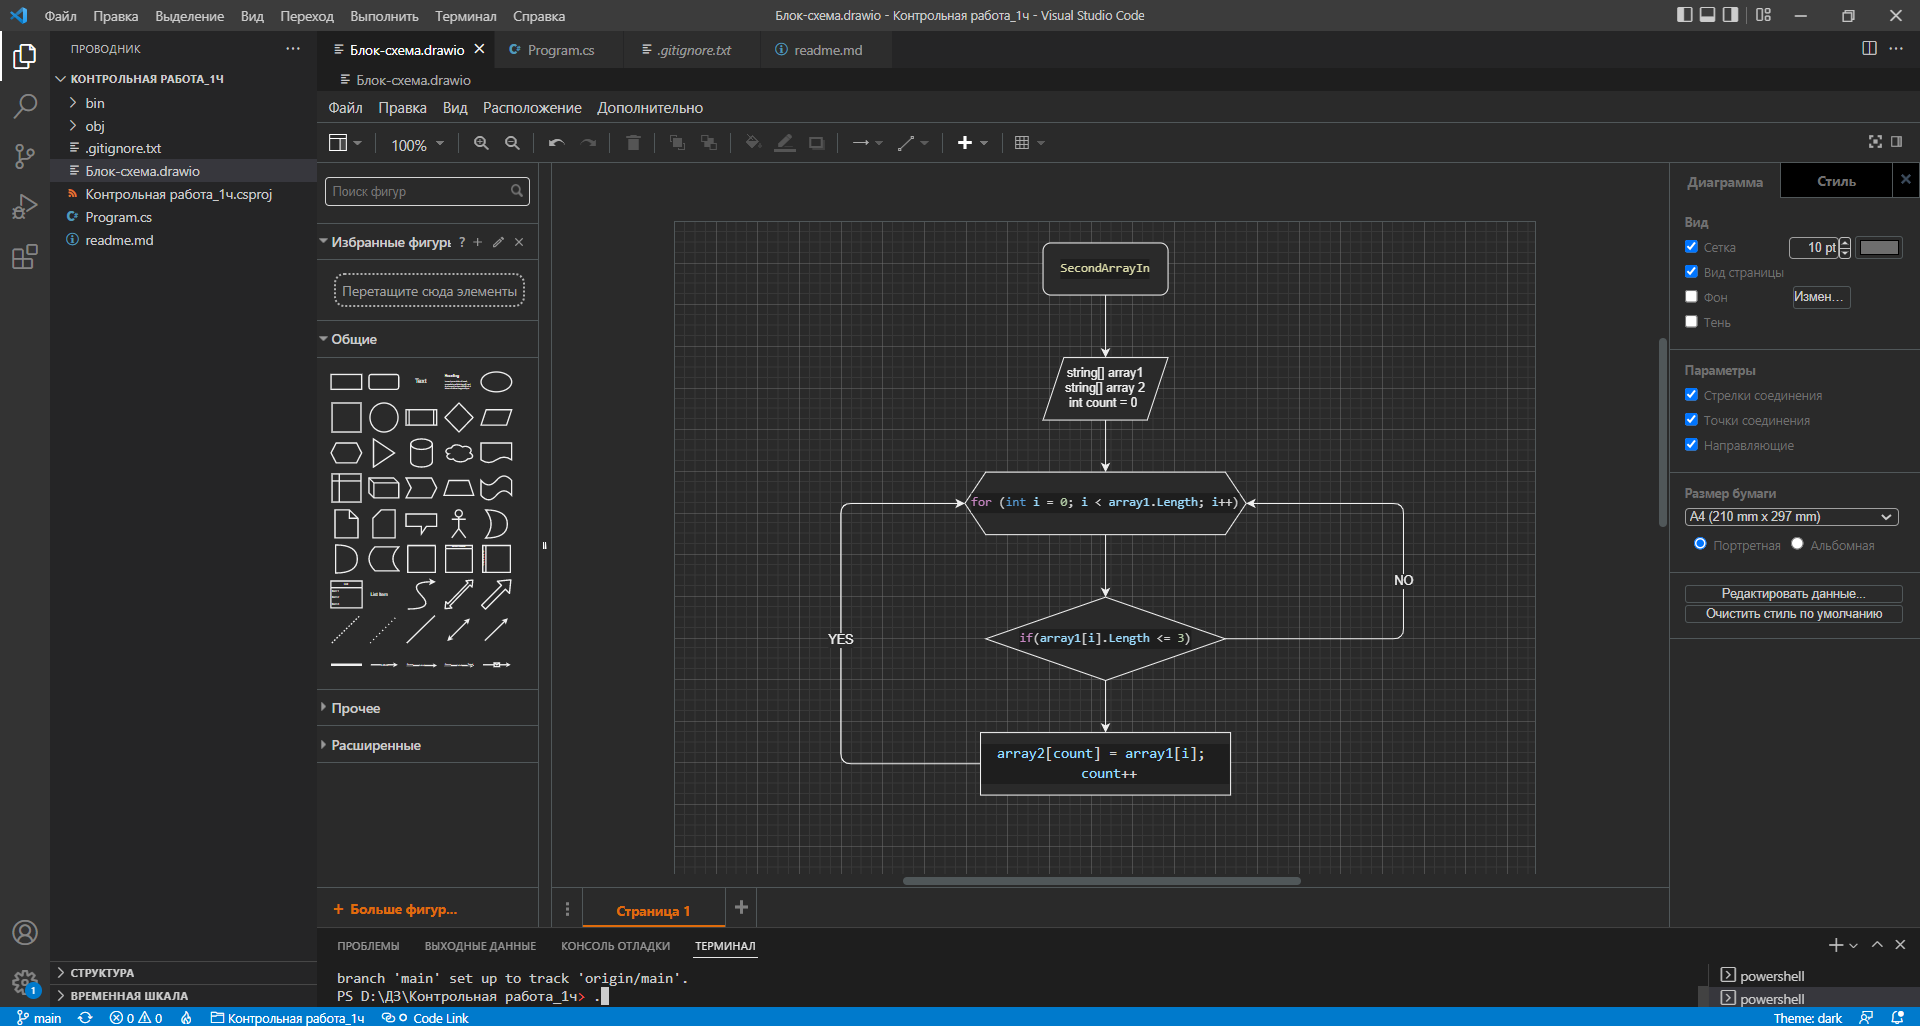 Файл Правка Выделение Вид Переход Выполнить Терминал Справка
Блок-схема.drawio - Контрольная работа_1ч - Visual Studio Code
ПРОВОДНИК
КОНТРОЛЬНАЯ РАБОТА_1Ч
bin
obj
.gitignore.txt
Блок-схема.drawio
Контрольная работа_1ч.csproj
Program.cs
readme.md
СТРУКТУРА
ВРЕМЕННАЯ ШКАЛА
Блок-схема.drawio
Program.cs
.gitignore.txt
readme.md
Блок-схема.drawio
Файл Правка Вид Расположение Дополнительно
100%
Поиск фигур
Избранные фигуры ? + ×
Перетащите сюда элементы
Общие
Text
Heading
List Item
Прочее
Расширенные
+ Больше фигур...
SecondArrayIn
string[] array1
string[] array 2
int count = 0
for (int i = 0; i < array1.Length; i++)
NO
if(array1[i].Length <= 3)
YES
array2[count] = array1[i];
count++
Страница 1
Диаграмма
Стиль
Вид
Сетка
10 pt
Вид страницы
Фон
Измен...
Тень
Параметры
Стрелки соединения
Точки соединения
Направляющие
Размер бумаги
A4 (210 mm x 297 mm)
Портретная
Альбомная
Редактировать данные...
Очистить стиль по умолчанию
ПРОБЛЕМЫ ВЫХОДНЫЕ ДАННЫЕ КОНСОЛЬ ОТЛАДКИ ТЕРМИНАЛ
branch 'main' set up to track 'origin/main'.
PS D:\ДЗ\Контрольная работа_1ч> .
powershell
powershell
1
main
0
0
Контрольная работа_1ч
Code Link
Theme: dark